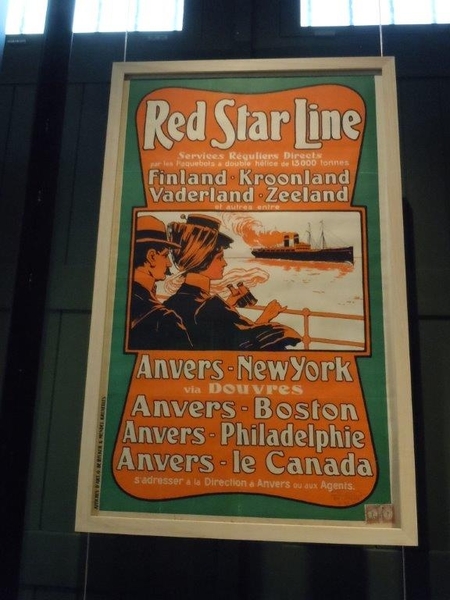 Red Star Line
Services Réguliers Directs
par les Paquebots à double hélice de 13000 tonnes
Finland · Kroonland
Vaderland · Zeeland
et autres entre
Anvers - New York
via Douvres
Anvers - Boston
Anvers - Philadelphie
Anvers - le Canada
s'adresser à la Direction à Anvers ou aux Agents.